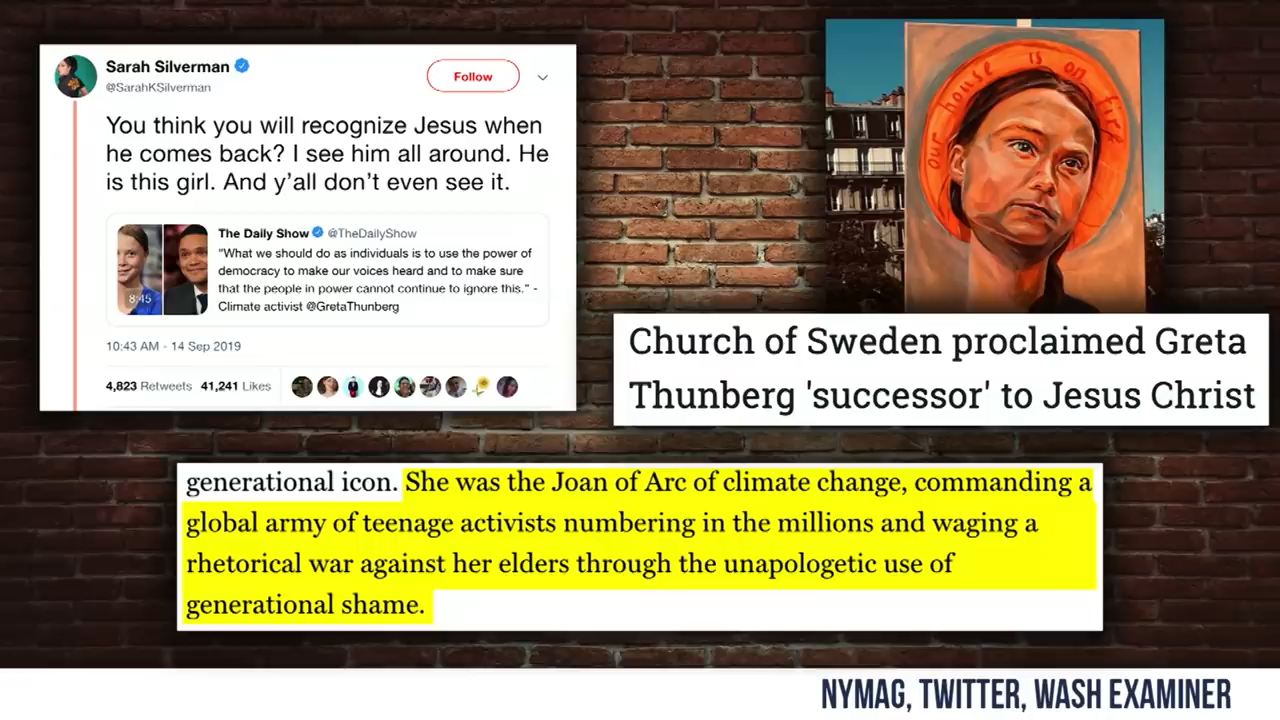 Sarah Silverman
@SarahKSilverman
Follow
You think you will recognize Jesus when
he comes back? I see him all around. He
is this girl. And y’all don’t even see it.
The Daily Show @TheDailyShow
"What we should do as individuals is to use the power of
democracy to make our voices heard and to make sure
that the people in power cannot continue to ignore this." -
Climate activist @GretaThunberg
8:45
10:43 AM - 14 Sep 2019
4,823 Retweets 41,241 Likes
our house is on fire
Church of Sweden proclaimed Greta
Thunberg 'successor' to Jesus Christ
generational icon. She was the Joan of Arc of climate change, commanding a
global army of teenage activists numbering in the millions and waging a
rhetorical war against her elders through the unapologetic use of
generational shame.
NYMAG, TWITTER, WASH EXAMINER